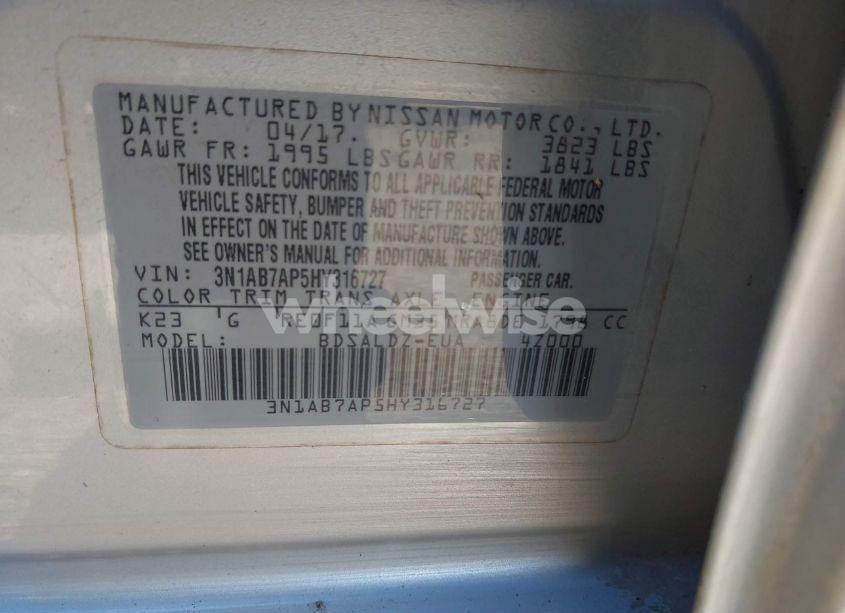 MANUFACTURED BY NISSAN MOTOR CO., LTD.
DATE: 04/17. GVWR: 3823 LBS
GAWR FR: 1995 LBS GAWR RR: 1841 LBS
THIS VEHICLE CONFORMS TO ALL APPLICABLE FEDERAL MOTOR
VEHICLE SAFETY, BUMPER AND THEFT PREVENTION STANDARDS
IN EFFECT ON THE DATE OF MANUFACTURE SHOWN ABOVE.
SEE OWNER'S MANUAL FOR ADDITIONAL INFORMATION.
VIN: 3N1AB7AP5HY316727 PASSENGER CAR.
COLOR TRIM TRANS AXLE ENGINE
K23 G RE0F11A CC
MODEL: BDSALDZ-EUA 4Z000
3N1AB7AP5HY316727
wheelwise